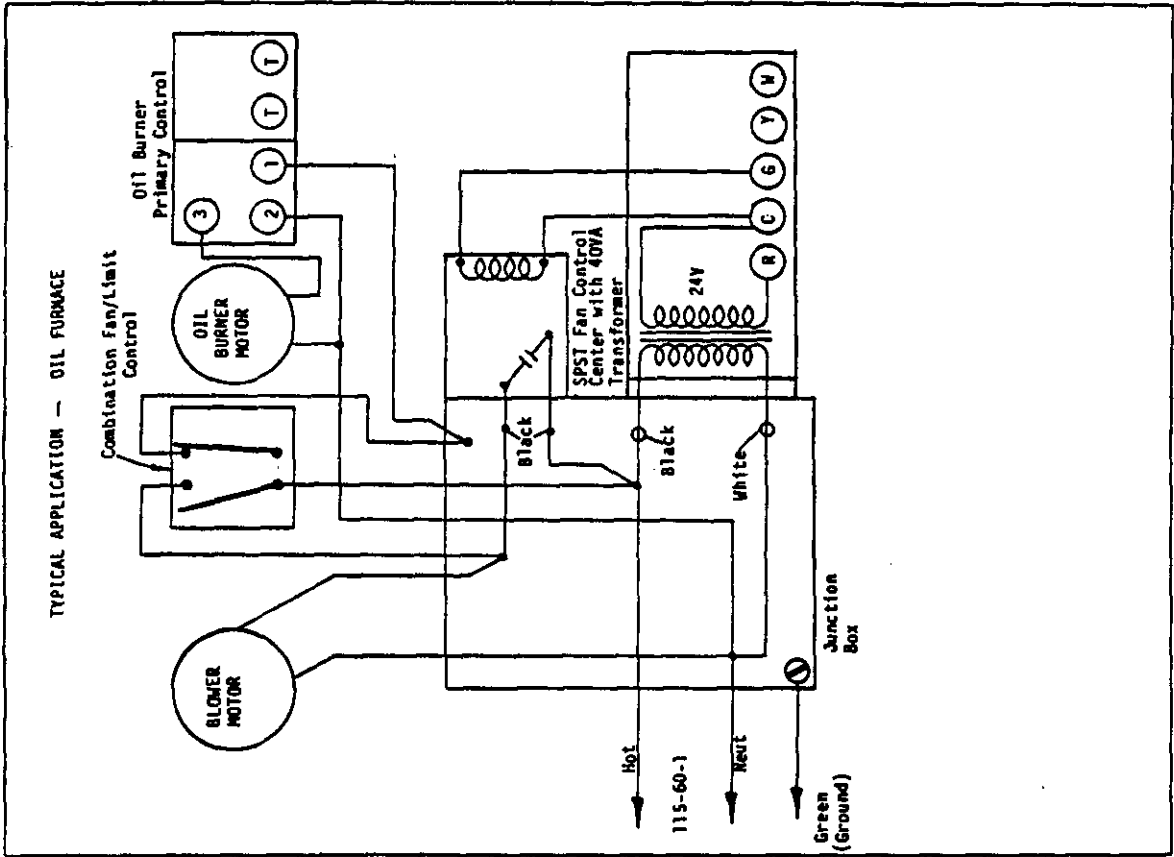 TYPICAL APPLICATION — OIL FURNACE
Combination Fan/Limit
Control
Oil Burner
Primary Control
BLOWER
MOTOR
OIL
BURNER
MOTOR
3
2
1
T
T
Black
SPST Fan Control
Center with 40VA
Transformer
Hot
115-60-1
Neut
Black
White
24V
R
C
G
Y
W
Green
(Ground)
Junction
Box